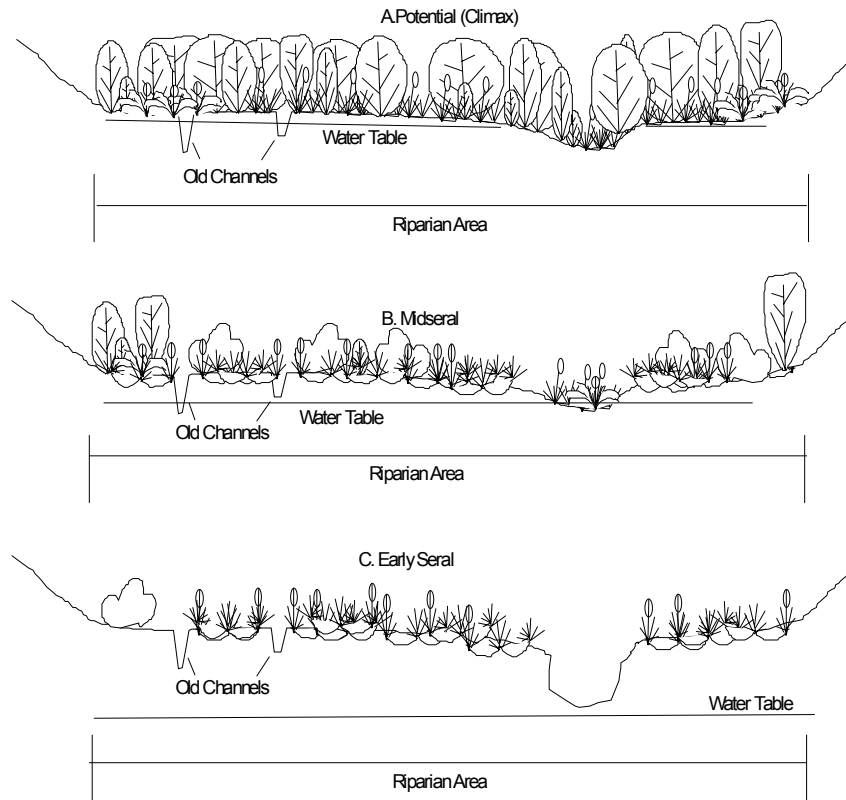 A.Potential (Climax)
Water Table
Old Channels
Riparian Area
B. Midseral
Old Channels
Water Table
Riparian Area
C. Early Seral
Old Channels
Water Table
Riparian Area